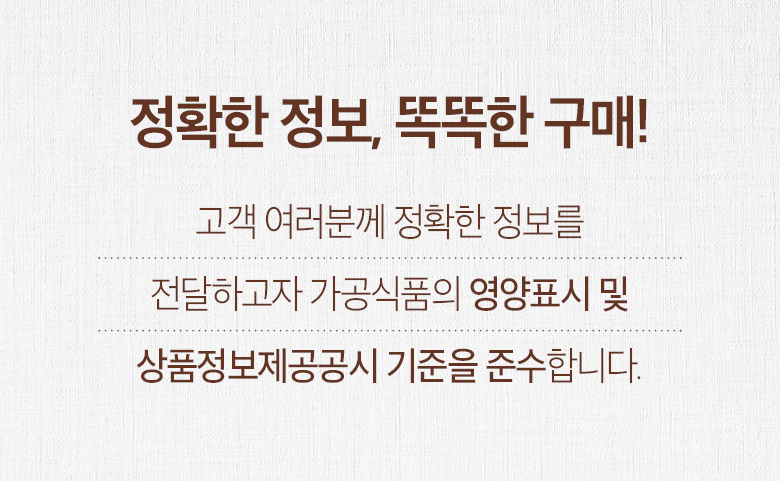 정확한 정보, 똑똑한 구매!
고객 여러분께 정확한 정보를
전달하고자 가공식품의 영양표시 및
상품정보제공공시 기준을 준수합니다.